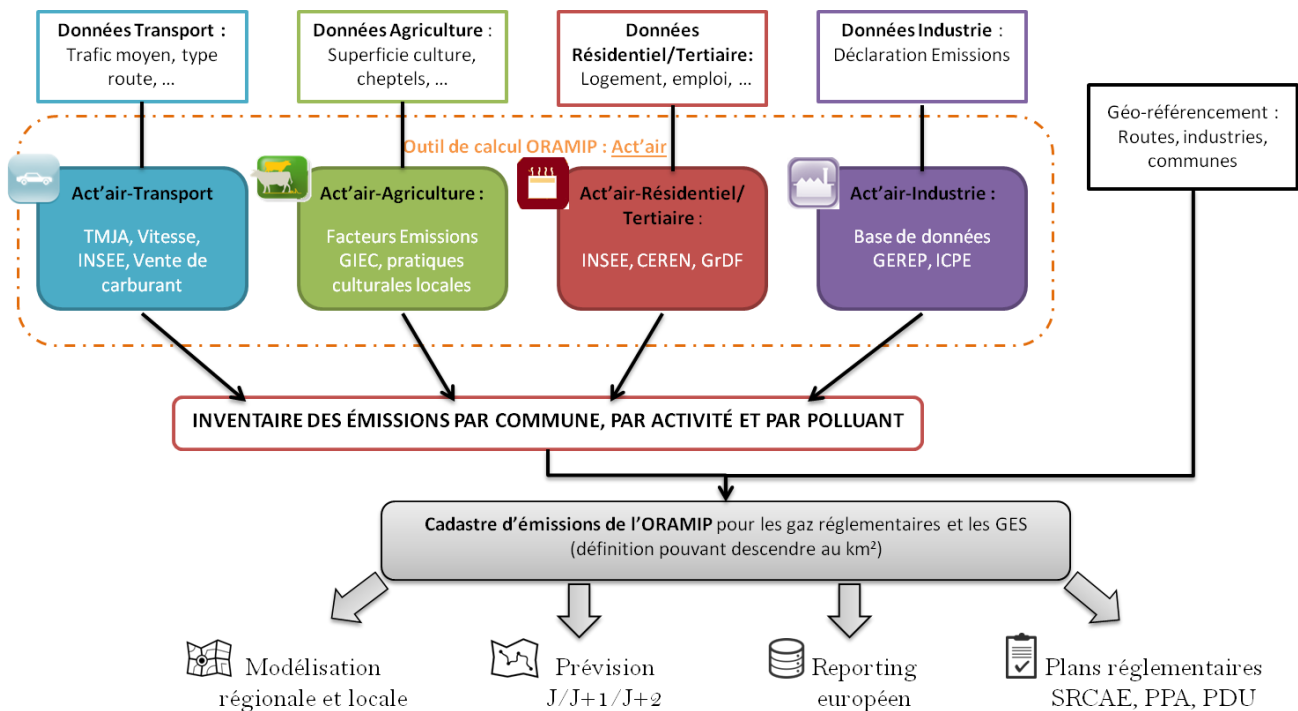 Données Transport :
Trafic moyen, type
route, ...
Données Agriculture :
Superficie culture,
cheptels, ...
Données
Résidentiel/Tertiaire:
Logement, emploi, ...
Données Industrie :
Déclaration Emissions
Géo-référencement :
Routes, industries,
communes
Outil de calcul ORAMIP : Act'air
Act'air-Transport
TMJA, Vitesse,
INSEE, Vente de
carburant
Act'air-Agriculture :
Facteurs Emissions
GIEC, pratiques
culturales locales
Act'air-Résidentiel/
Tertiaire :
INSEE, CEREN, GrDF
Act'air-Industrie :
Base de données
GEREP, ICPE
INVENTAIRE DES ÉMISSIONS PAR COMMUNE, PAR ACTIVITÉ ET PAR POLLUANT
Cadastre d'émissions de l'ORAMIP pour les gaz réglementaires et les GES
(définition pouvant descendre au km²)
Modélisation
régionale et locale
Prévision
J/J+1/J+2
Reporting
européen
Plans réglementaires
SRCAE, PPA, PDU